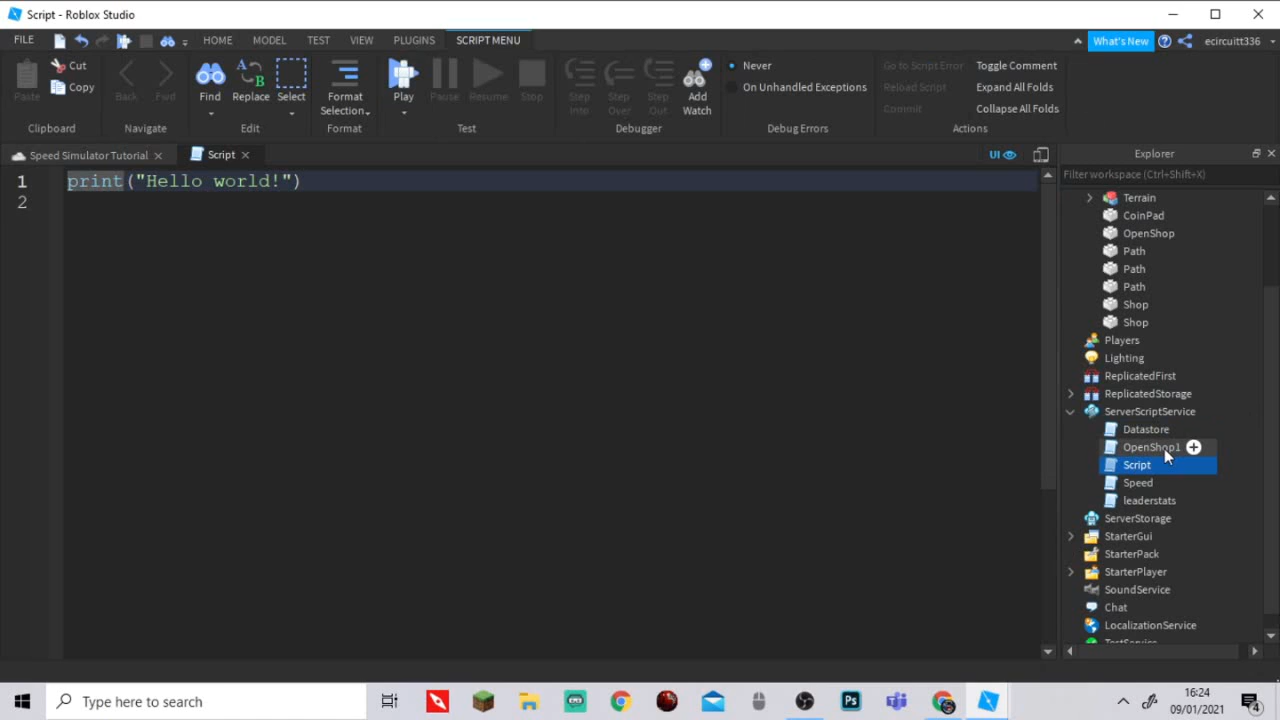 Script - Roblox Studio
FILE HOME MODEL TEST VIEW PLUGINS SCRIPT MENU What's New ecircuitt336
Paste Cut Copy
Clipboard
Back Fwd
Navigate
Find Replace Select
Edit
Format Selection...
Format
Play Pause Resume Stop
Test
Step Into Step Over Step Out Add Watch
Debugger
Never
On Unhandled Exceptions
Debug Errors
Go to Script Error Toggle Comment
Reload Script Expand All Folds
Commit Collapse All Folds
Actions
Speed Simulator Tutorial Script UI Explorer
Filter workspace (Ctrl+Shift+X)
1 print("Hello world!")
2
Terrain
CoinPad
OpenShop
Path
Path
Path
Shop
Shop
Players
Lighting
ReplicatedFirst
ReplicatedStorage
ServerScriptService
Datastore
OpenShop1
Script
Speed
leaderstats
ServerStorage
StarterGui
StarterPack
StarterPlayer
SoundService
Chat
LocalizationService
TestService
Type here to search
Ps
16:24
09/01/2021
4